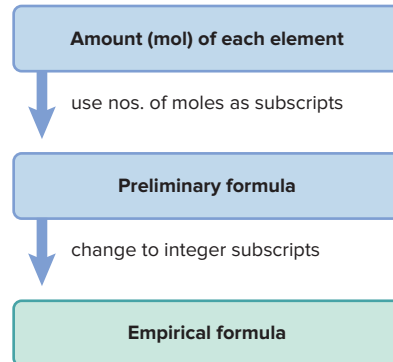 Amount (mol) of each element
use nos. of moles as subscripts
Preliminary formula
change to integer subscripts
Empirical formula